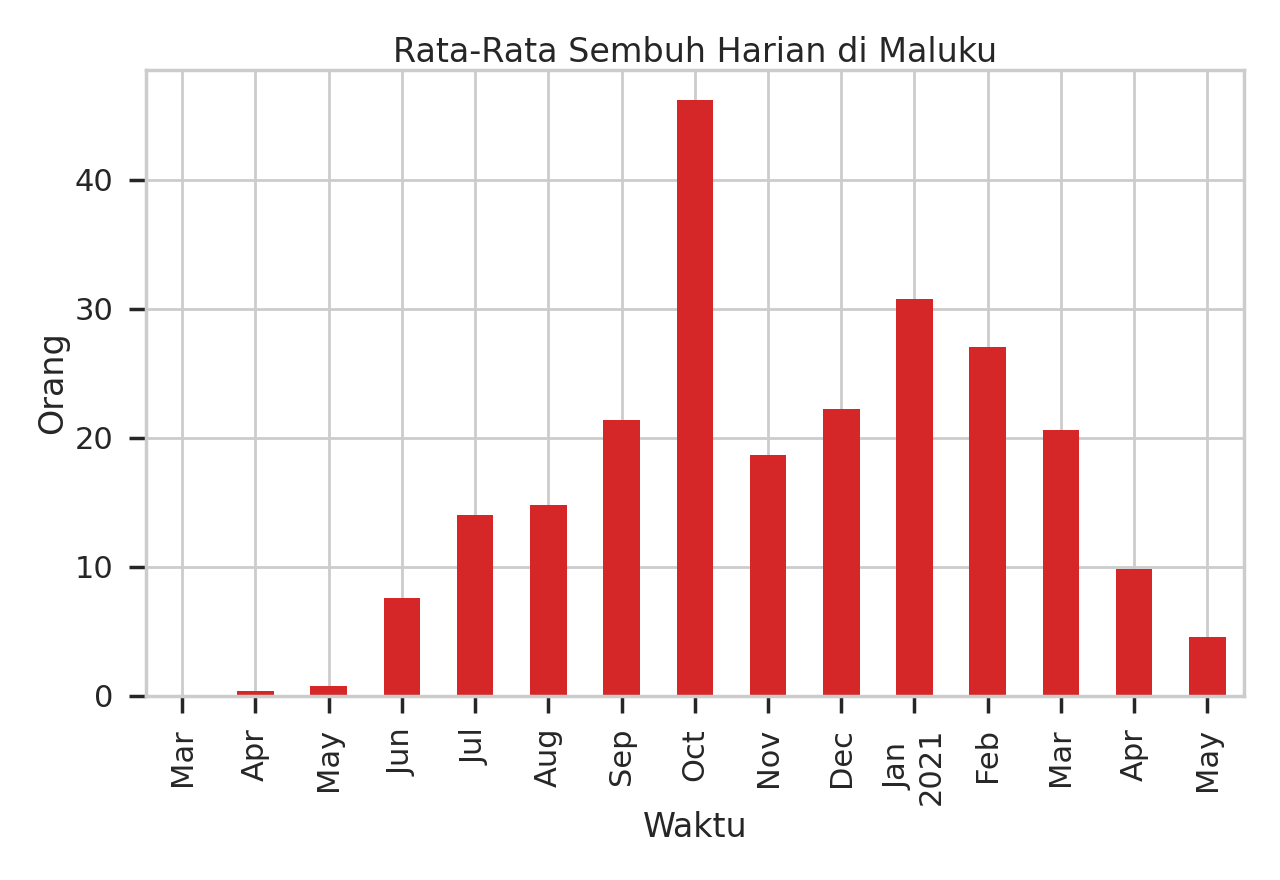 Rata-Rata Sembuh Harian di Maluku
Orang
40
30
20
10
0
Mar
Apr
May
Jun
Jul
Aug
Sep
Oct
Nov
Dec
Jan
2021
Feb
Mar
Apr
May
Waktu